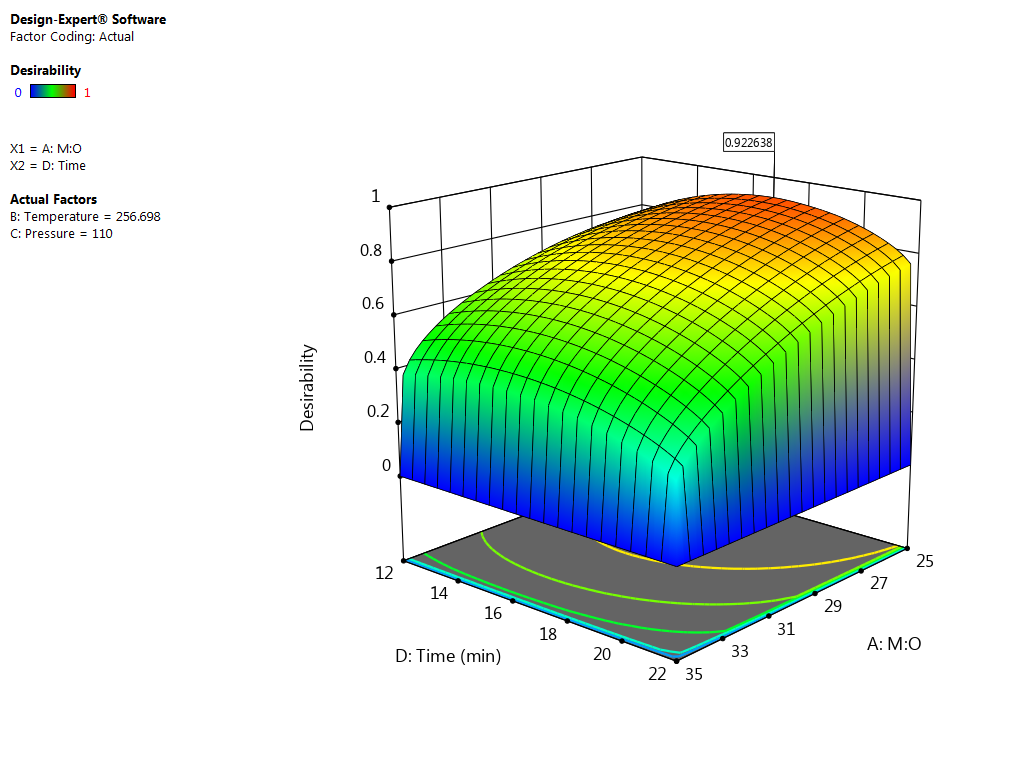 Design-Expert® Software
Factor Coding: Actual
Desirability
0 1
X1 = A: M:O
X2 = D: Time
Actual Factors
B: Temperature = 256.698
C: Pressure = 110
0.922638
1
0.8
0.6
0.4
0.2
0
Desirability
12
14
16
18
20
22
D: Time (min)
35
33
31
29
27
25
A: M:O